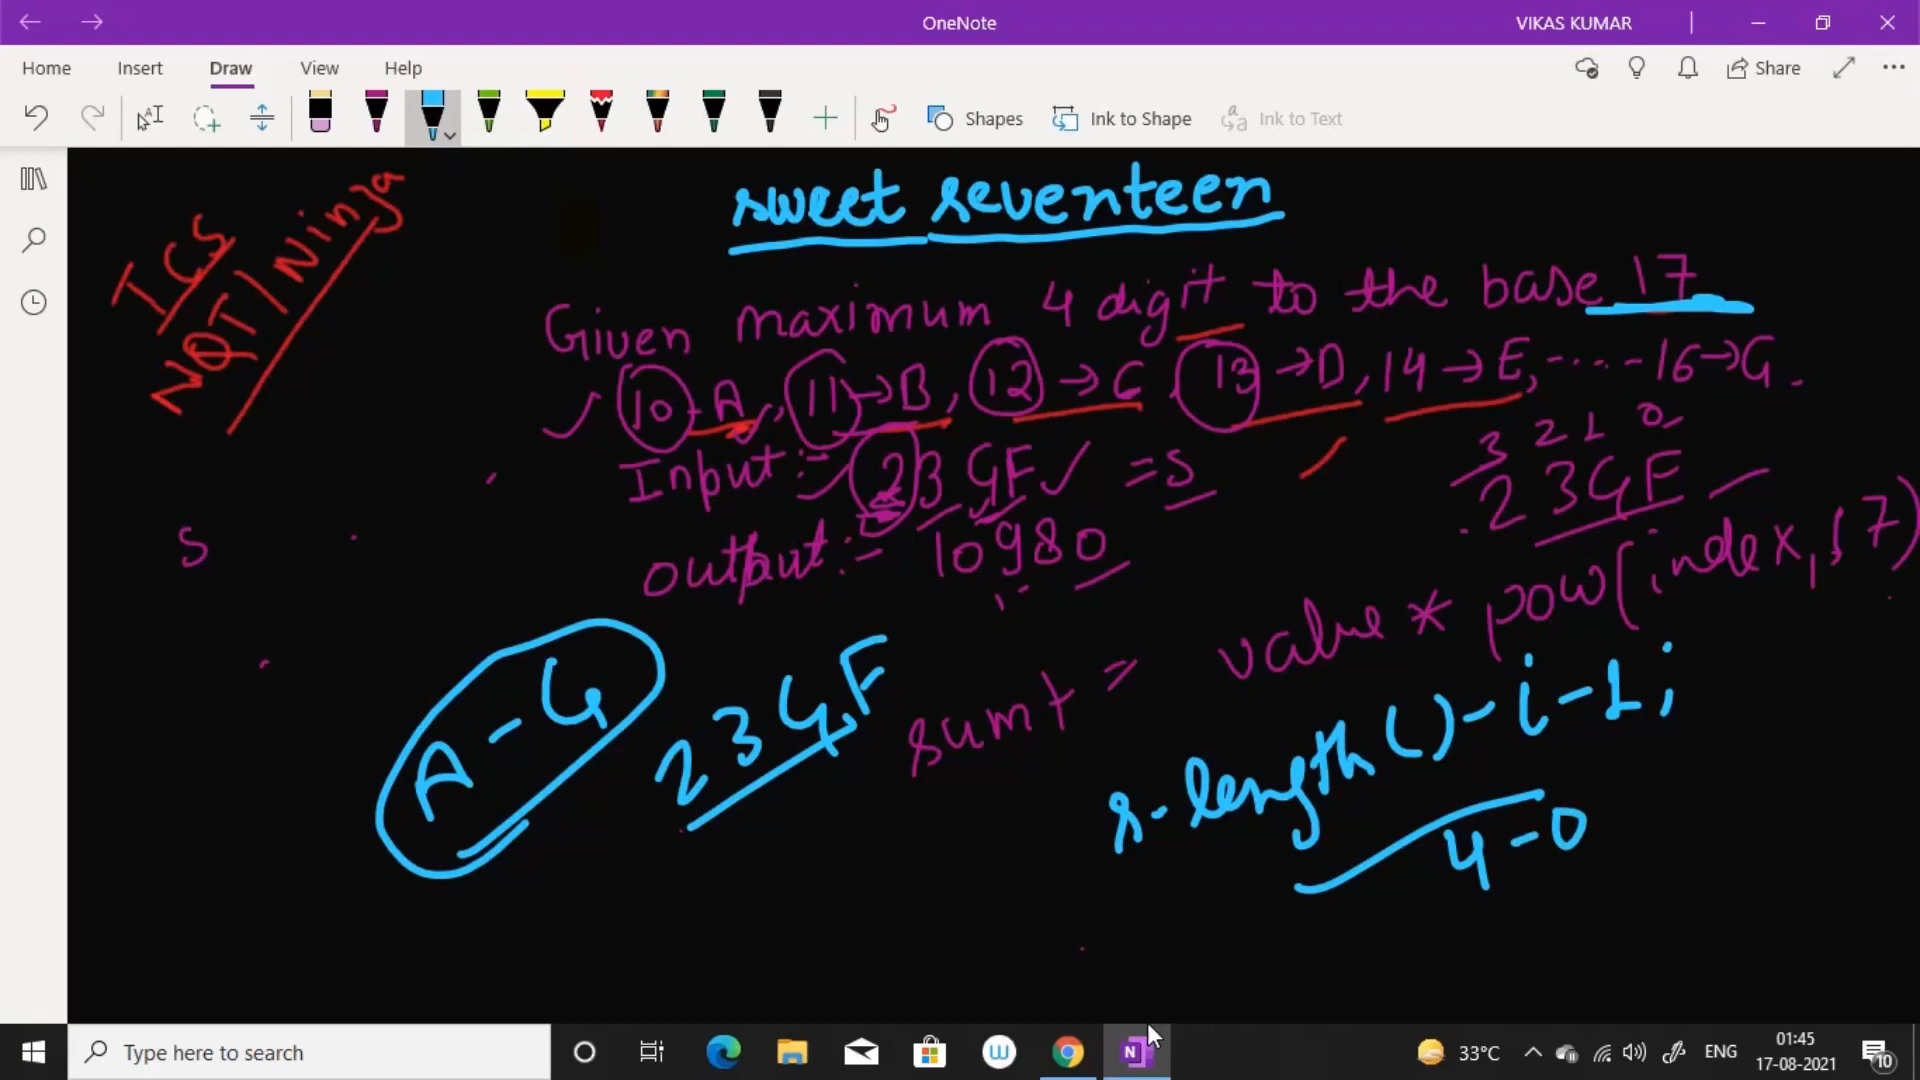 OneNote
VIKAS KUMAR
Home Insert Draw View Help
Share
Shapes
Ink to Shape
Ink to Text
TCS
NQT/Ninja
sweet seventeen
Given maximum 4 digit to the base 17
10-A, 11→B, 12→C, 13→D, 14→E, ---- -16→G.
Input:- 23GF =S
3 2 1 0
23GF
output:- 10980
S
sum+= value * pow(index,17)
A-G
23GF
s.length()-i-1;
4-0
Type here to search
33°C
ENG
01:45
17-08-2021
10